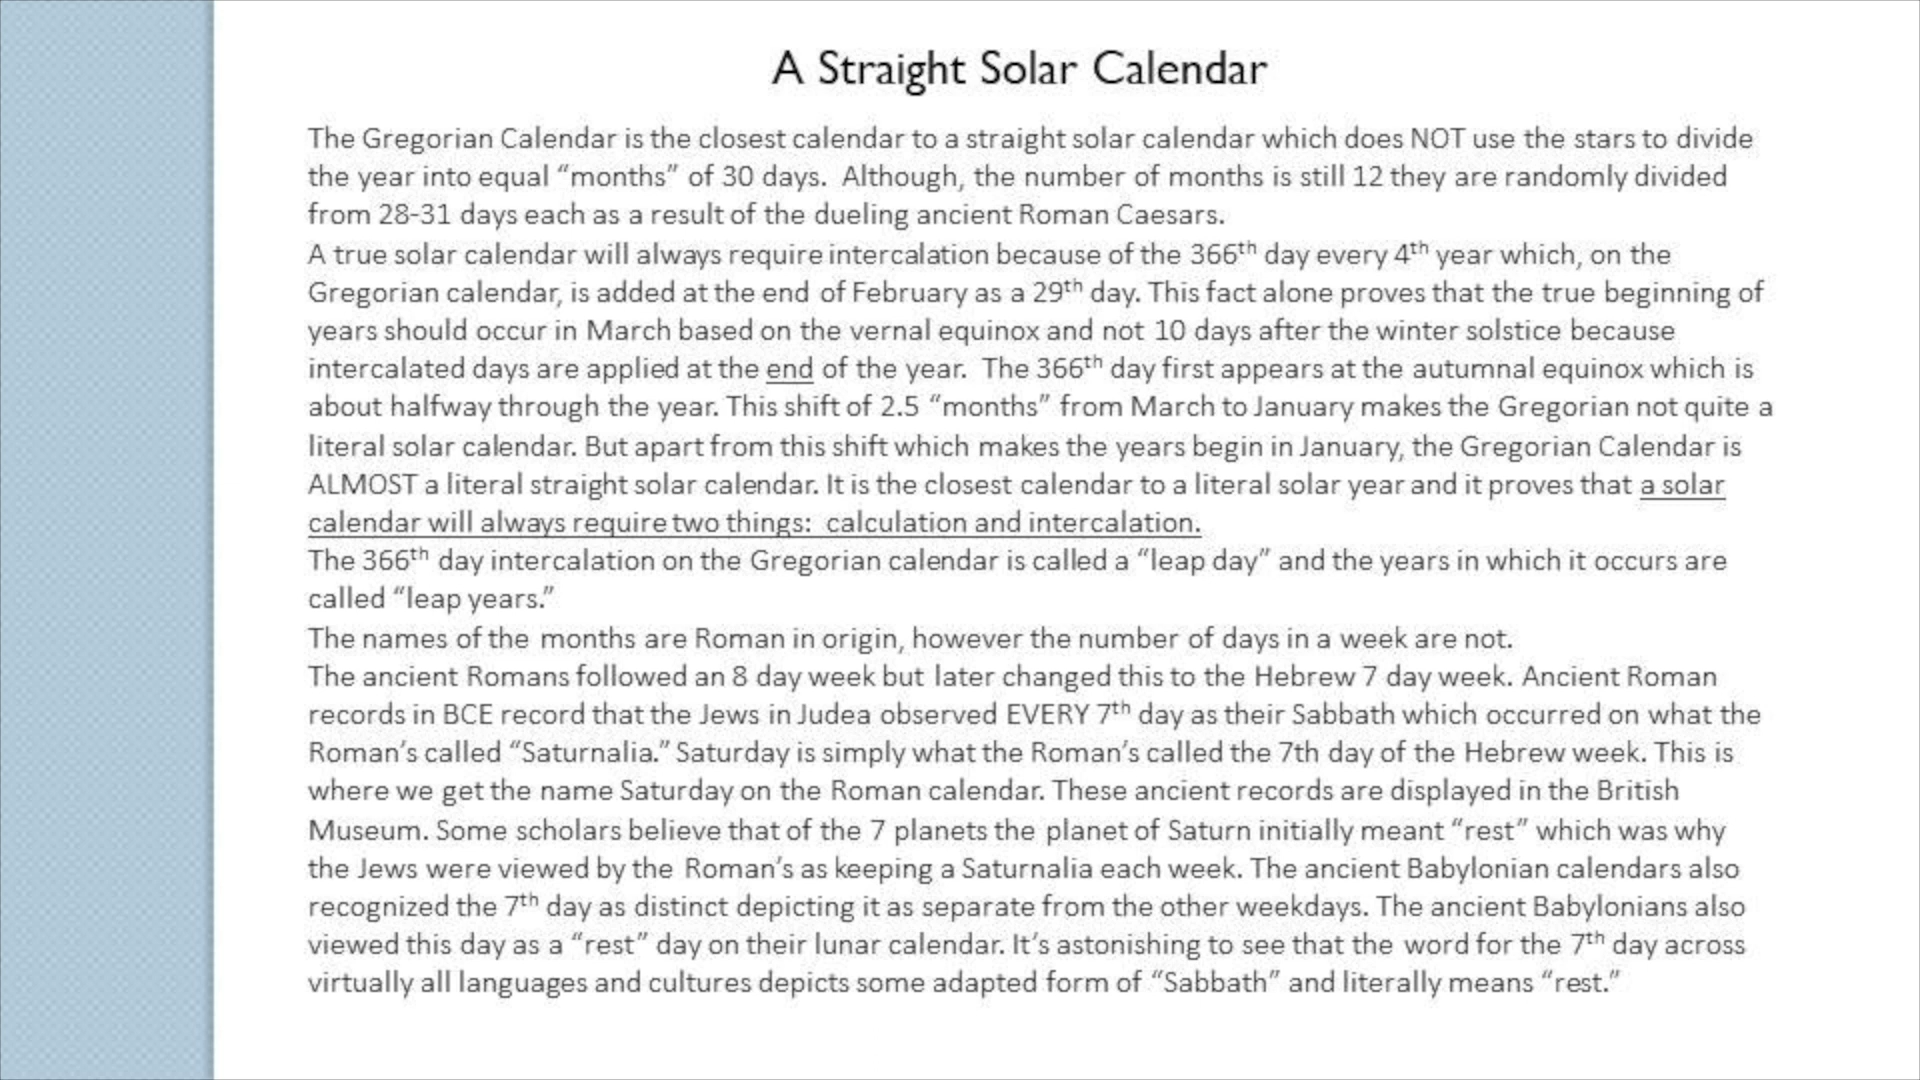 A Straight Solar Calendar
The Gregorian Calendar is the closest calendar to a straight solar calendar which does NOT use the stars to divide
the year into equal “months” of 30 days.  Although, the number of months is still 12 they are randomly divided
from 28-31 days each as a result of the dueling ancient Roman Caesars.
A true solar calendar will always require intercalation because of the 366th day every 4th year which, on the
Gregorian calendar, is added at the end of February as a 29th day. This fact alone proves that the true beginning of
years should occur in March based on the vernal equinox and not 10 days after the winter solstice because
intercalated days are applied at the end of the year.  The 366th day first appears at the autumnal equinox which is
about halfway through the year. This shift of 2.5 “months” from March to January makes the Gregorian not quite a
literal solar calendar. But apart from this shift which makes the years begin in January, the Gregorian Calendar is
ALMOST a literal straight solar calendar. It is the closest calendar to a literal solar year and it proves that a solar
calendar will always require two things:  calculation and intercalation.
The 366th day intercalation on the Gregorian calendar is called a “leap day” and the years in which it occurs are
called “leap years.”
The names of the months are Roman in origin, however the number of days in a week are not.
The ancient Romans followed an 8 day week but later changed this to the Hebrew 7 day week. Ancient Roman
records in BCE record that the Jews in Judea observed EVERY 7th day as their Sabbath which occurred on what the
Roman’s called “Saturnalia.” Saturday is simply what the Roman’s called the 7th day of the Hebrew week. This is
where we get the name Saturday on the Roman calendar. These ancient records are displayed in the British
Museum. Some scholars believe that of the 7 planets the planet of Saturn initially meant “rest” which was why
the Jews were viewed by the Roman’s as keeping a Saturnalia each week. The ancient Babylonian calendars also
recognized the 7th day as distinct depicting it as separate from the other weekdays. The ancient Babylonians also
viewed this day as a “rest” day on their lunar calendar. It’s astonishing to see that the word for the 7th day across
virtually all languages and cultures depicts some adapted form of “Sabbath” and literally means “rest.”